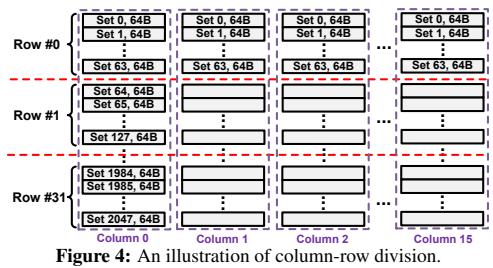 Row #0
Set 0, 64B Set 0, 64B Set 0, 64B Set 0, 64B
Set 1, 64B Set 1, 64B Set 1, 64B Set 1, 64B
...
Set 63, 64B Set 63, 64B Set 63, 64B Set 63, 64B
Row #1
Set 64, 64B
Set 65, 64B
...
Set 127, 64B
Row #31
Set 1984, 64B
Set 1985, 64B
...
Set 2047, 64B
Column 0 Column 1 Column 2 Column 15
Figure 4: An illustration of column-row division.